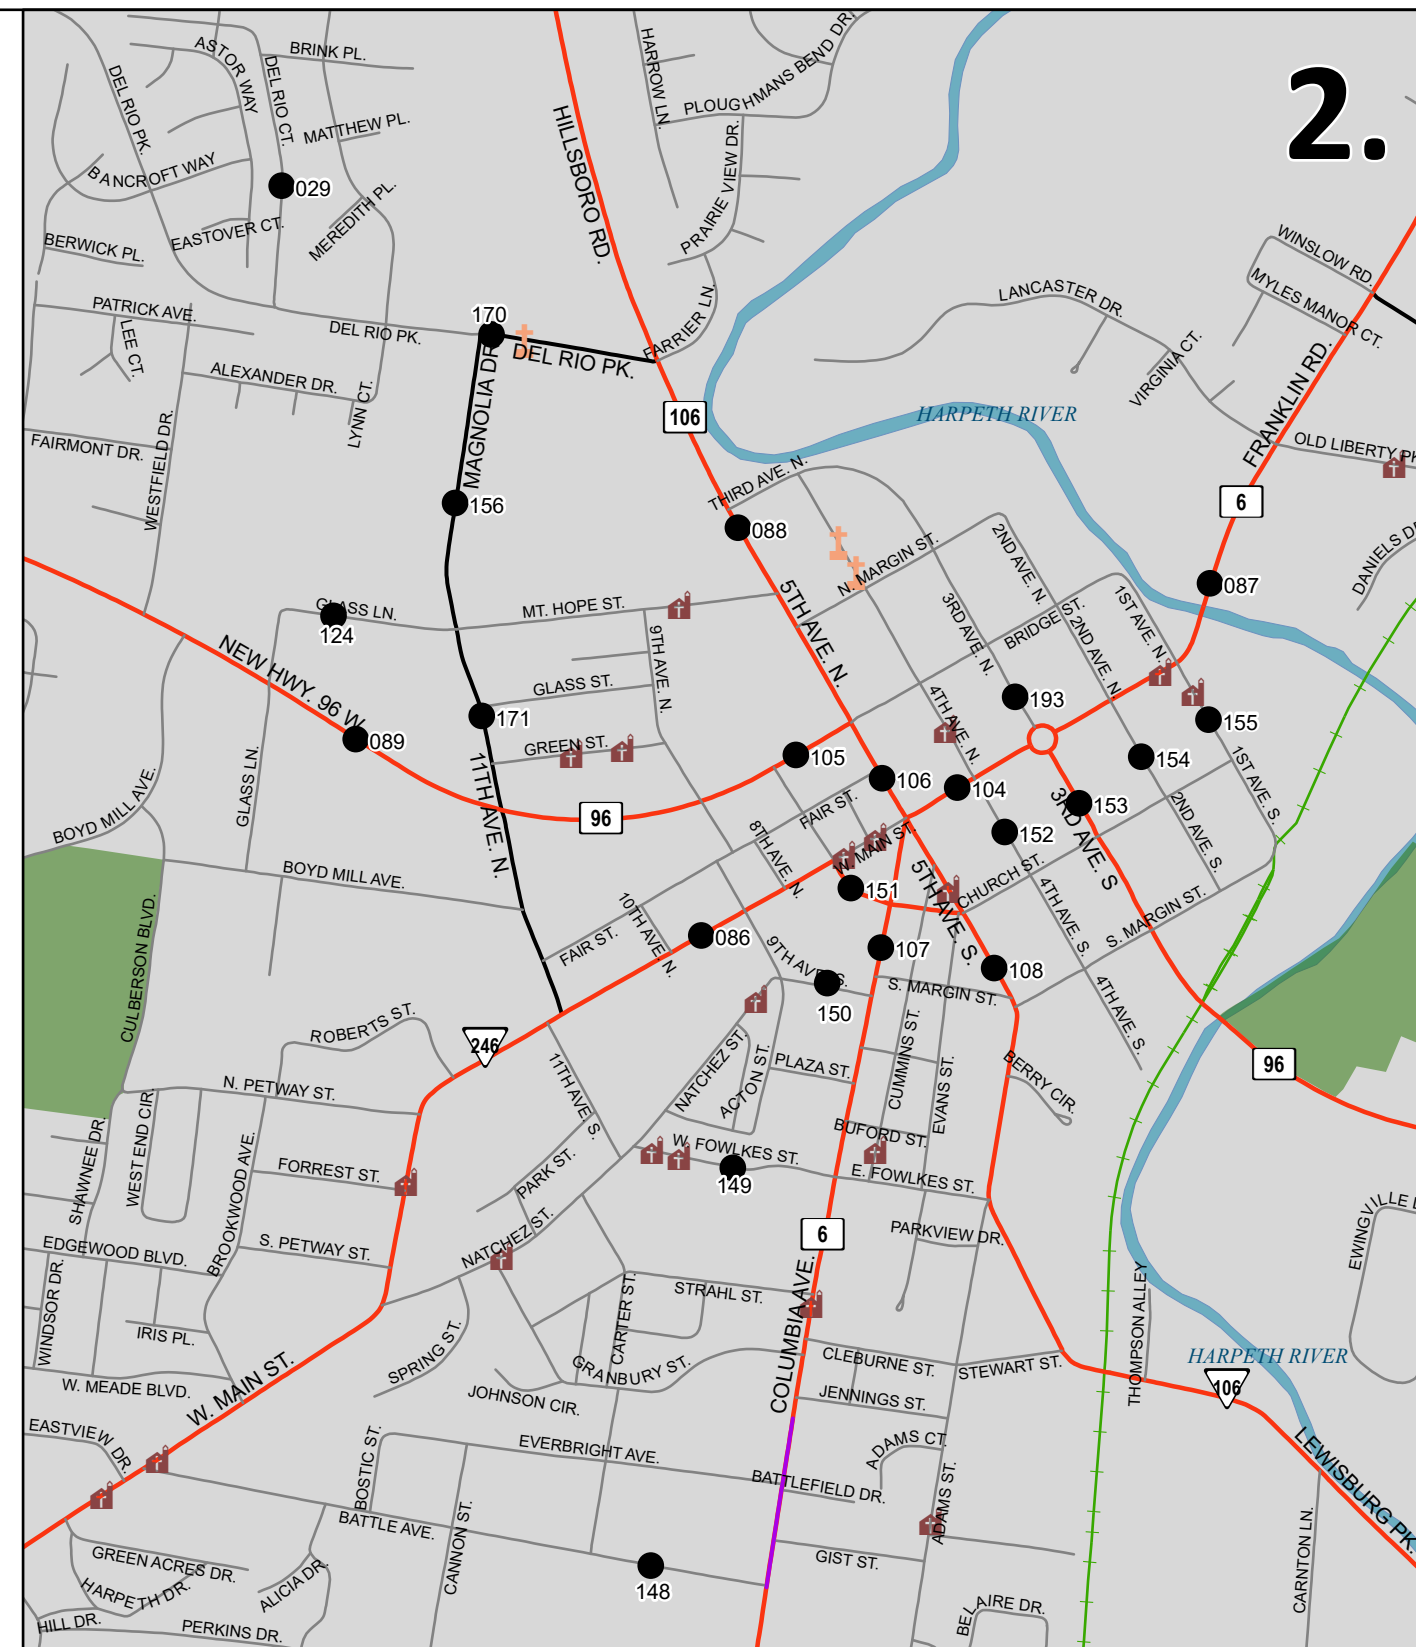 2.
ASTOR WAY
BRINK PL.
DEL RIO PK.
DEL RIO CT.
MATTHEW PL.
BANCROFT WAY
029
MEREDITH PL.
EASTOVER CT.
BERWICK PL.
HARROW LN.
PLOUGHMANS BEND DR.
PRAIRIE VIEW DR.
HILLSBORO RD.
FARRIER LN.
WINSLOW RD.
MYLES MANOR CT.
LANCASTER DR.
VIRGINIA CT.
FRANKLIN RD.
PATRICK AVE.
LEE CT.
DEL RIO PK.
170
DEL RIO PK.
ALEXANDER DR.
LYNN CT.
MAGNOLIA DR.
106
HARPETH RIVER
OLD LIBERTY PK
FAIRMONT DR.
WESTFIELD DR.
156
THIRD AVE. N.
088
6
DANIELS D
087
N. MARGIN ST.
2ND AVE. N.
3RD AVE. N.
BRIDGE ST.
2ND AVE. N.
1ST AVE. N.
5TH AVE. N.
GLASS LN.
124
MT. HOPE ST.
9TH AVE. N.
NEW HWY. 96 W.
GLASS ST.
171
GREEN ST.
089
4TH AVE. N.
193
155
154
1ST AVE. S.
105
106
104
153
152
3RD AVE. S
2ND AVE. S.
GLASS LN.
BOYD MILL AVE.
11TH AVE. N.
96
FAIR ST.
W. MAIN ST.
8TH AVE. N.
151
5TH AVE. S.
CHURCH ST.
4TH AVE. S.
S. MARGIN ST.
BOYD MILL AVE.
CULBERSON BLVD.
10TH AVE. N.
FAIR ST.
086
9TH AVE. S.
107
108
150
S. MARGIN ST.
4TH AVE. S.
96
ROBERTS ST.
246
11TH AVE. S.
NATCHEZ ST.
ACTON ST.
PLAZA ST.
CUMMINS ST.
EVANS ST.
BERRY CIR.
N. PETWAY ST.
WEST END CIR.
SHAWNEE DR.
BROOKWOOD AVE.
FORREST ST.
BUFORD ST.
W. FOWLKES ST.
149
E. FOWLKES ST.
PARK ST.
NATCHEZ ST.
S. PETWAY ST.
EDGEWOOD BLVD.
WINDSOR DR.
6
PARKVIEW DR.
EWINGVILLE D
COLUMBIA AVE.
STRAHL ST.
CARTER ST.
IRIS PL.
SPRING ST.
GRANBURY ST.
CLEBURNE ST.
STEWART ST.
THOMPSON ALLEY
HARPETH RIVER
106
W. MEADE BLVD.
W. MAIN ST.
JOHNSON CIR.
JENNINGS ST.
LEWISBURG PK.
EASTVIEW DR.
BOSTIC ST.
EVERBRIGHT AVE.
BATTLEFIELD DR.
ADAMS CT.
ADAMS ST.
BATTLE AVE.
CANNON ST.
GREEN ACRES DR.
HARPETH DR.
ALICIA DR.
148
GIST ST.
CARNTON LN.
BELAIRE DR.
HILL DR.
PERKINS DR.